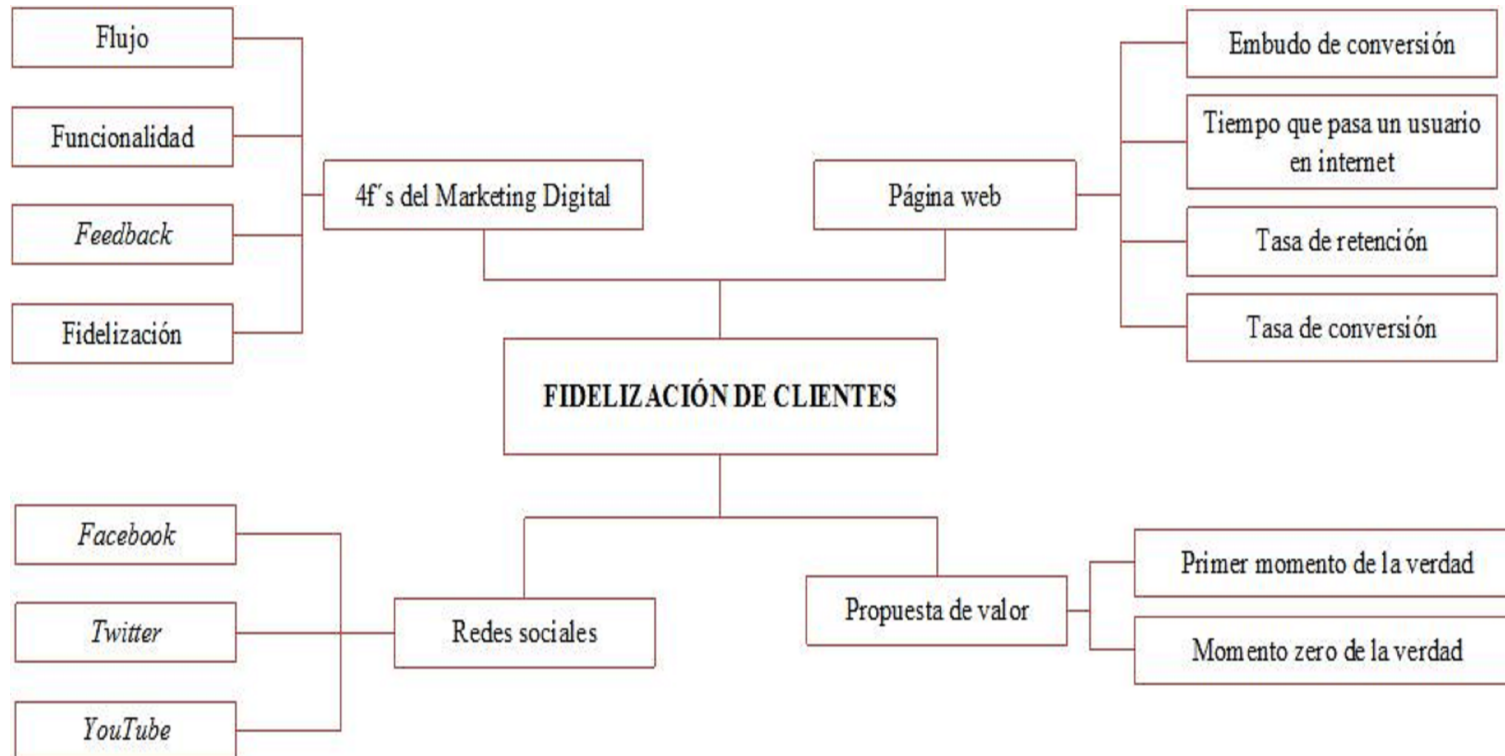 Flujo
Funcionalidad
Feedback
Fidelización
4f´s del Marketing Digital
Página web
Embudo de conversión
Tiempo que pasa un usuario
en internet
Tasa de retención
Tasa de conversión
FIDELIZACIÓN DE CLIENTES
Facebook
Twitter
YouTube
Redes sociales
Propuesta de valor
Primer momento de la verdad
Momento zero de la verdad